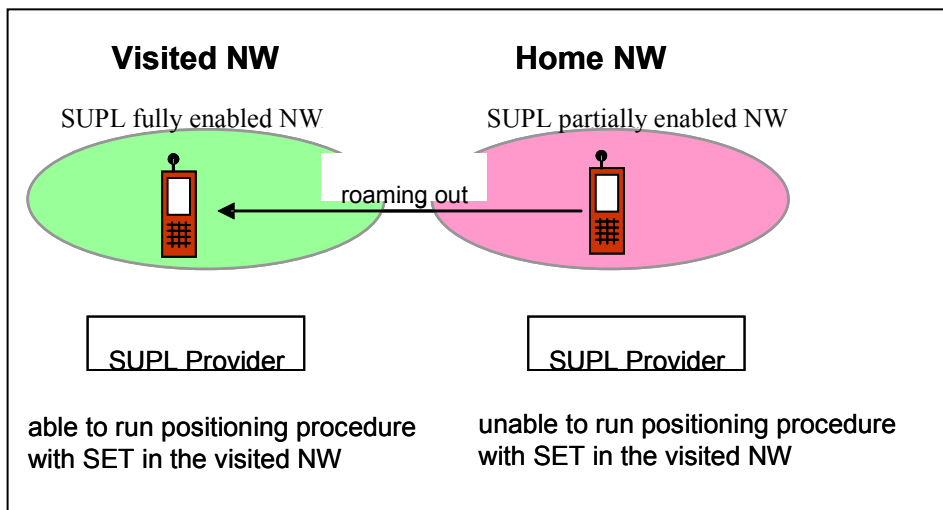 Visited NW
Home NW
SUPL fully enabled NW
SUPL partially enabled NW
roaming out
SUPL Provider
SUPL Provider
able to run positioning procedure
with SET in the visited NW
unable to run positioning procedure
with SET in the visited NW